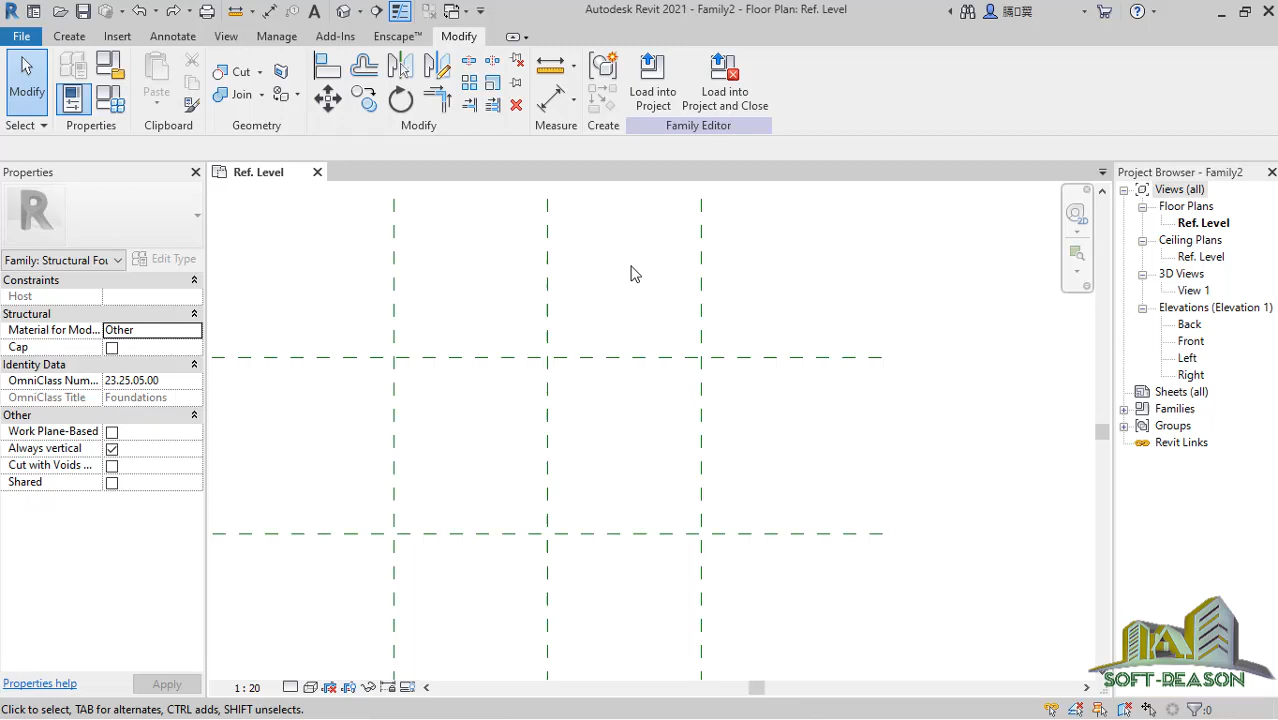 Autodesk Revit 2021 - Family2 - Floor Plan: Ref. Level
File Create Insert Annotate View Manage Add-Ins Enscape™ Modify
Modify Paste Cut Join Load into Project Load into Project and Close
Select Properties Clipboard Geometry Modify Measure Create Family Editor
Properties
Ref. Level
Project Browser - Family2
Family: Structural Fou
Edit Type
Constraints
Host
Structural
Material for Mod... Other
Cap
Identity Data
OmniClass Num... 23.25.05.00
OmniClass Title Foundations
Other
Work Plane-Based
Always vertical
Cut with Voids ...
Shared
Properties help
Apply
2D
Views (all)
Floor Plans
Ref. Level
Ceiling Plans
Ref. Level
3D Views
View 1
Elevations (Elevation 1)
Back
Front
Left
Right
Sheets (all)
Families
Groups
Revit Links
1 : 20
SOFT-REASON
Click to select, TAB for alternates, CTRL adds, SHIFT unselects.
:0